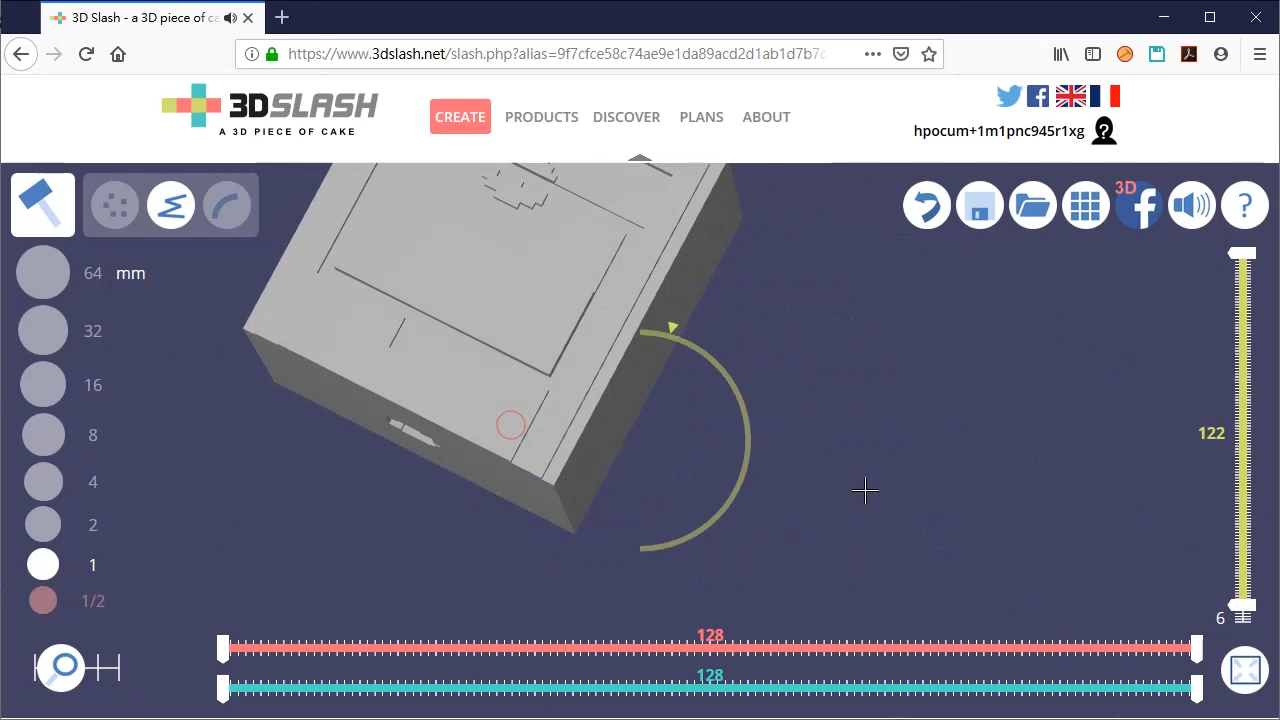 3D Slash - a 3D piece of ca
https://www.3dslash.net/slash.php?alias=9f7cfce58c74ae9e1da89acd2d1ab1d7b7c
3DSLASH
A 3D PIECE OF CAKE
CREATE
PRODUCTS
DISCOVER
PLANS
ABOUT
hpocum+1m1pnc945r1xg
3D
64 mm
32
16
8
4
2
1
1/2
122
6
128
128